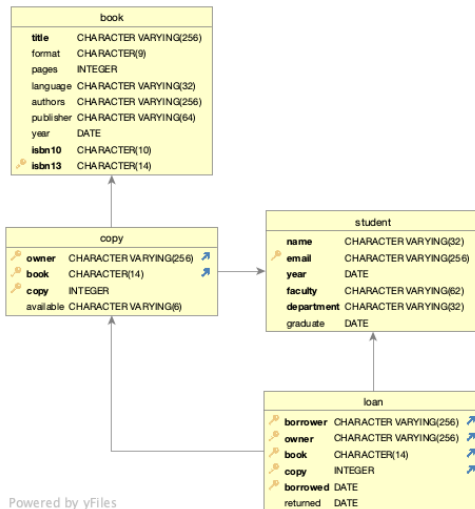 book
title CHARACTER VARYING(256)
format CHARACTER(9)
pages INTEGER
language CHARACTER VARYING(32)
authors CHARACTER VARYING(256)
publisher CHARACTER VARYING(64)
year DATE
isbn10 CHARACTER(10)
isbn13 CHARACTER(14)
copy
owner CHARACTER VARYING(256)
book CHARACTER(14)
copy INTEGER
available CHARACTER VARYING(6)
student
name CHARACTER VARYING(32)
email CHARACTER VARYING(256)
year DATE
faculty CHARACTER VARYING(62)
department CHARACTER VARYING(32)
graduate DATE
loan
borrower CHARACTER VARYING(256)
owner CHARACTER VARYING(256)
book CHARACTER(14)
copy INTEGER
borrowed DATE
returned DATE
Powered by yFiles